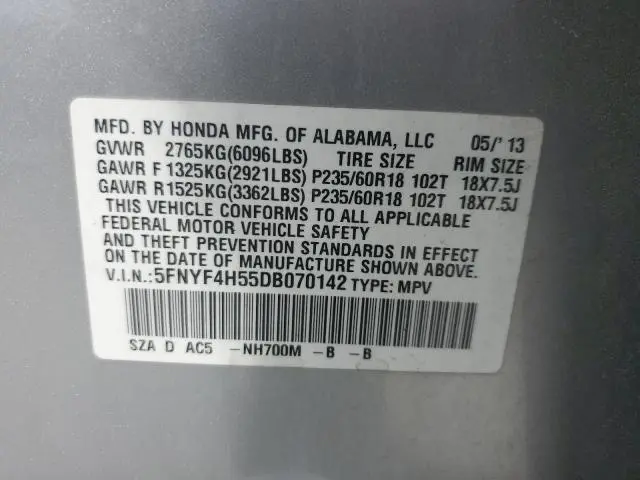 MFD. BY HONDA MFG. OF ALABAMA, LLC 05/'13
GVWR 2765KG(6096LBS) TIRE SIZE RIM SIZE
GAWR F 1325KG(2921LBS) P235/60R18 102T 18X7.5J
GAWR R1525KG(3362LBS) P235/60R18 102T 18X7.5J
THIS VEHICLE CONFORMS TO ALL APPLICABLE
FEDERAL MOTOR VEHICLE SAFETY
AND THEFT PREVENTION STANDARDS IN EFFECT
ON THE DATE OF MANUFACTURE SHOWN ABOVE.
V.I.N.:5FNYF4H55DB070142 TYPE: MPV
SZA D AC5 -NH700M -B -B